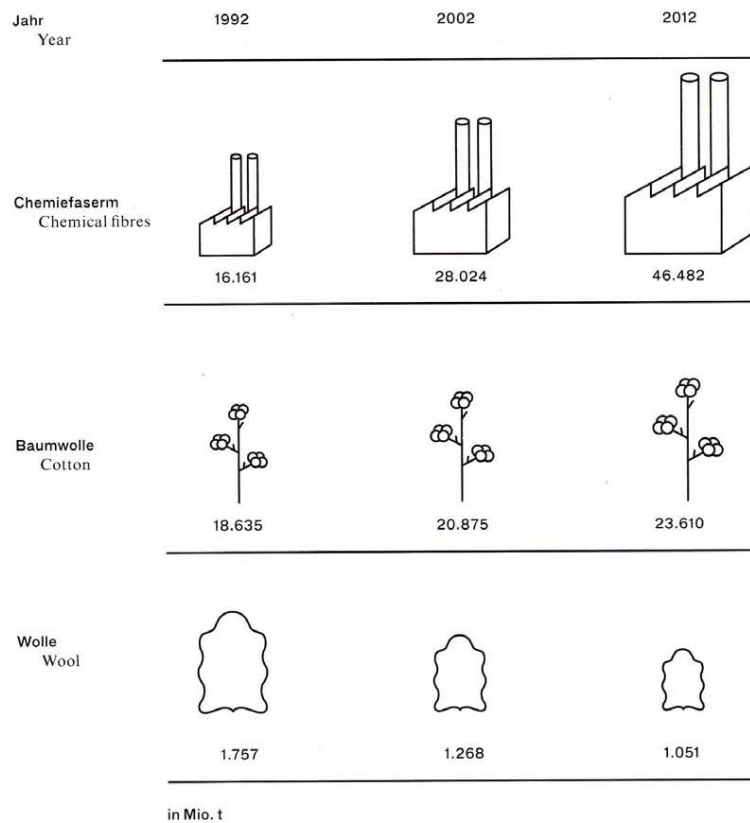 Jahr 1992 2002 2012
Year
Chemiefaserm
Chemical fibres
16.161 28.024 46.482
Baumwolle
Cotton
18.635 20.875 23.610
Wolle
Wool
1.757 1.268 1.051
in Mio. t